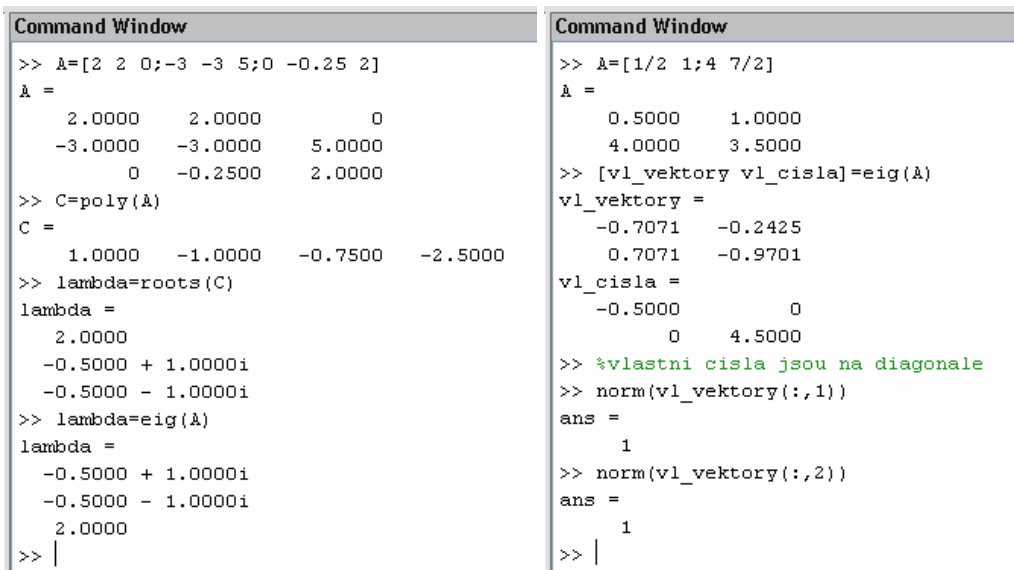 Command Window
>> A=[2 2 0;-3 -3 5;0 -0.25 2]
A =
2.0000 2.0000 0
-3.0000 -3.0000 5.0000
0 -0.2500 2.0000
>> C=poly(A)
C =
1.0000 -1.0000 -0.7500 -2.5000
>> lambda=roots(C)
lambda =
2.0000
-0.5000 + 1.0000i
-0.5000 - 1.0000i
>> lambda=eig(A)
lambda =
-0.5000 + 1.0000i
-0.5000 - 1.0000i
2.0000
>>
Command Window
>> A=[1/2 1;4 7/2]
A =
0.5000 1.0000
4.0000 3.5000
>> [vl_vektory vl_cisla]=eig(A)
vl_vektory =
-0.7071 -0.2425
0.7071 -0.9701
vl_cisla =
-0.5000 0
0 4.5000
>> %vlastni cisla jsou na diagonale
>> norm(vl_vektory(:,1))
ans =
1
>> norm(vl_vektory(:,2))
ans =
1
>>